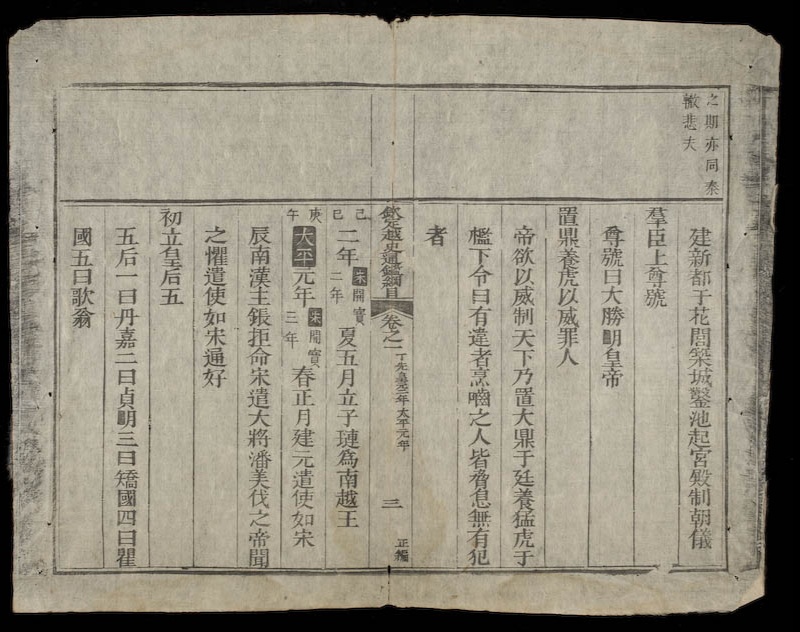 之期亦同秦
轍悲夫
建新都于花閭築城鑿池起宮殿制朝儀
羣臣上尊號
尊號曰大勝明皇帝
置鼎養虎以威罪人
帝欲以威制天下乃置大鼎于廷養猛虎于
檻下令曰有違者烹嚙之人皆脅息無有犯
者
欽定越史通鑑綱目 卷之一 丁先皇二年太平元年 三 正編
己巳 二年 宋開寶二年 夏五月立子璉爲南越王
庚午 太平元年 宋開寶三年 春正月建元遣使如宋
辰南漢主鋹拒命宋遣大將潘美伐之帝聞
之懼遣使如宋通好
初立皇后五
五后一曰丹嘉二曰貞明三曰矯國四曰瞿
國五曰歌翁